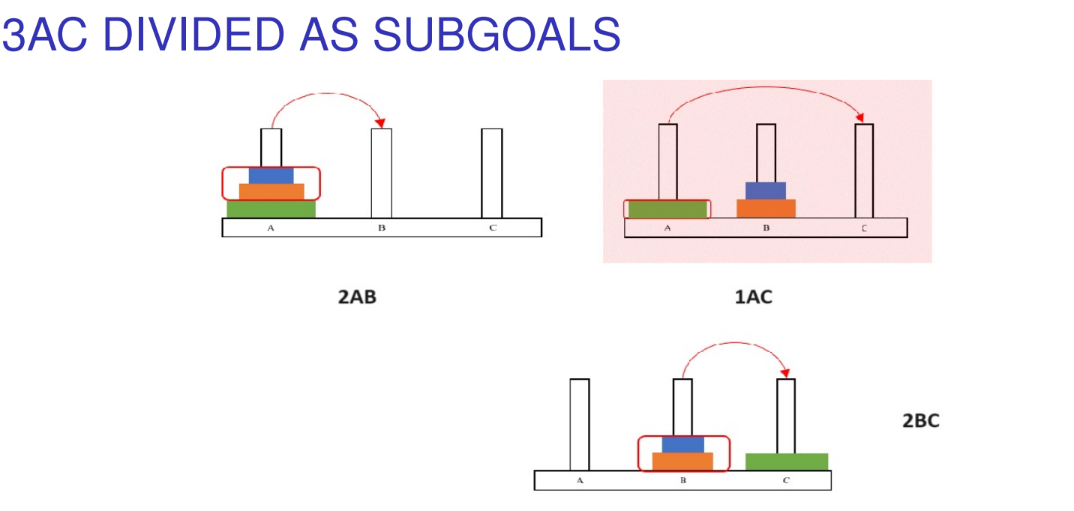 3AC DIVIDED AS SUBGOALS
A B C
A B C
2AB
1AC
A B C
2BC